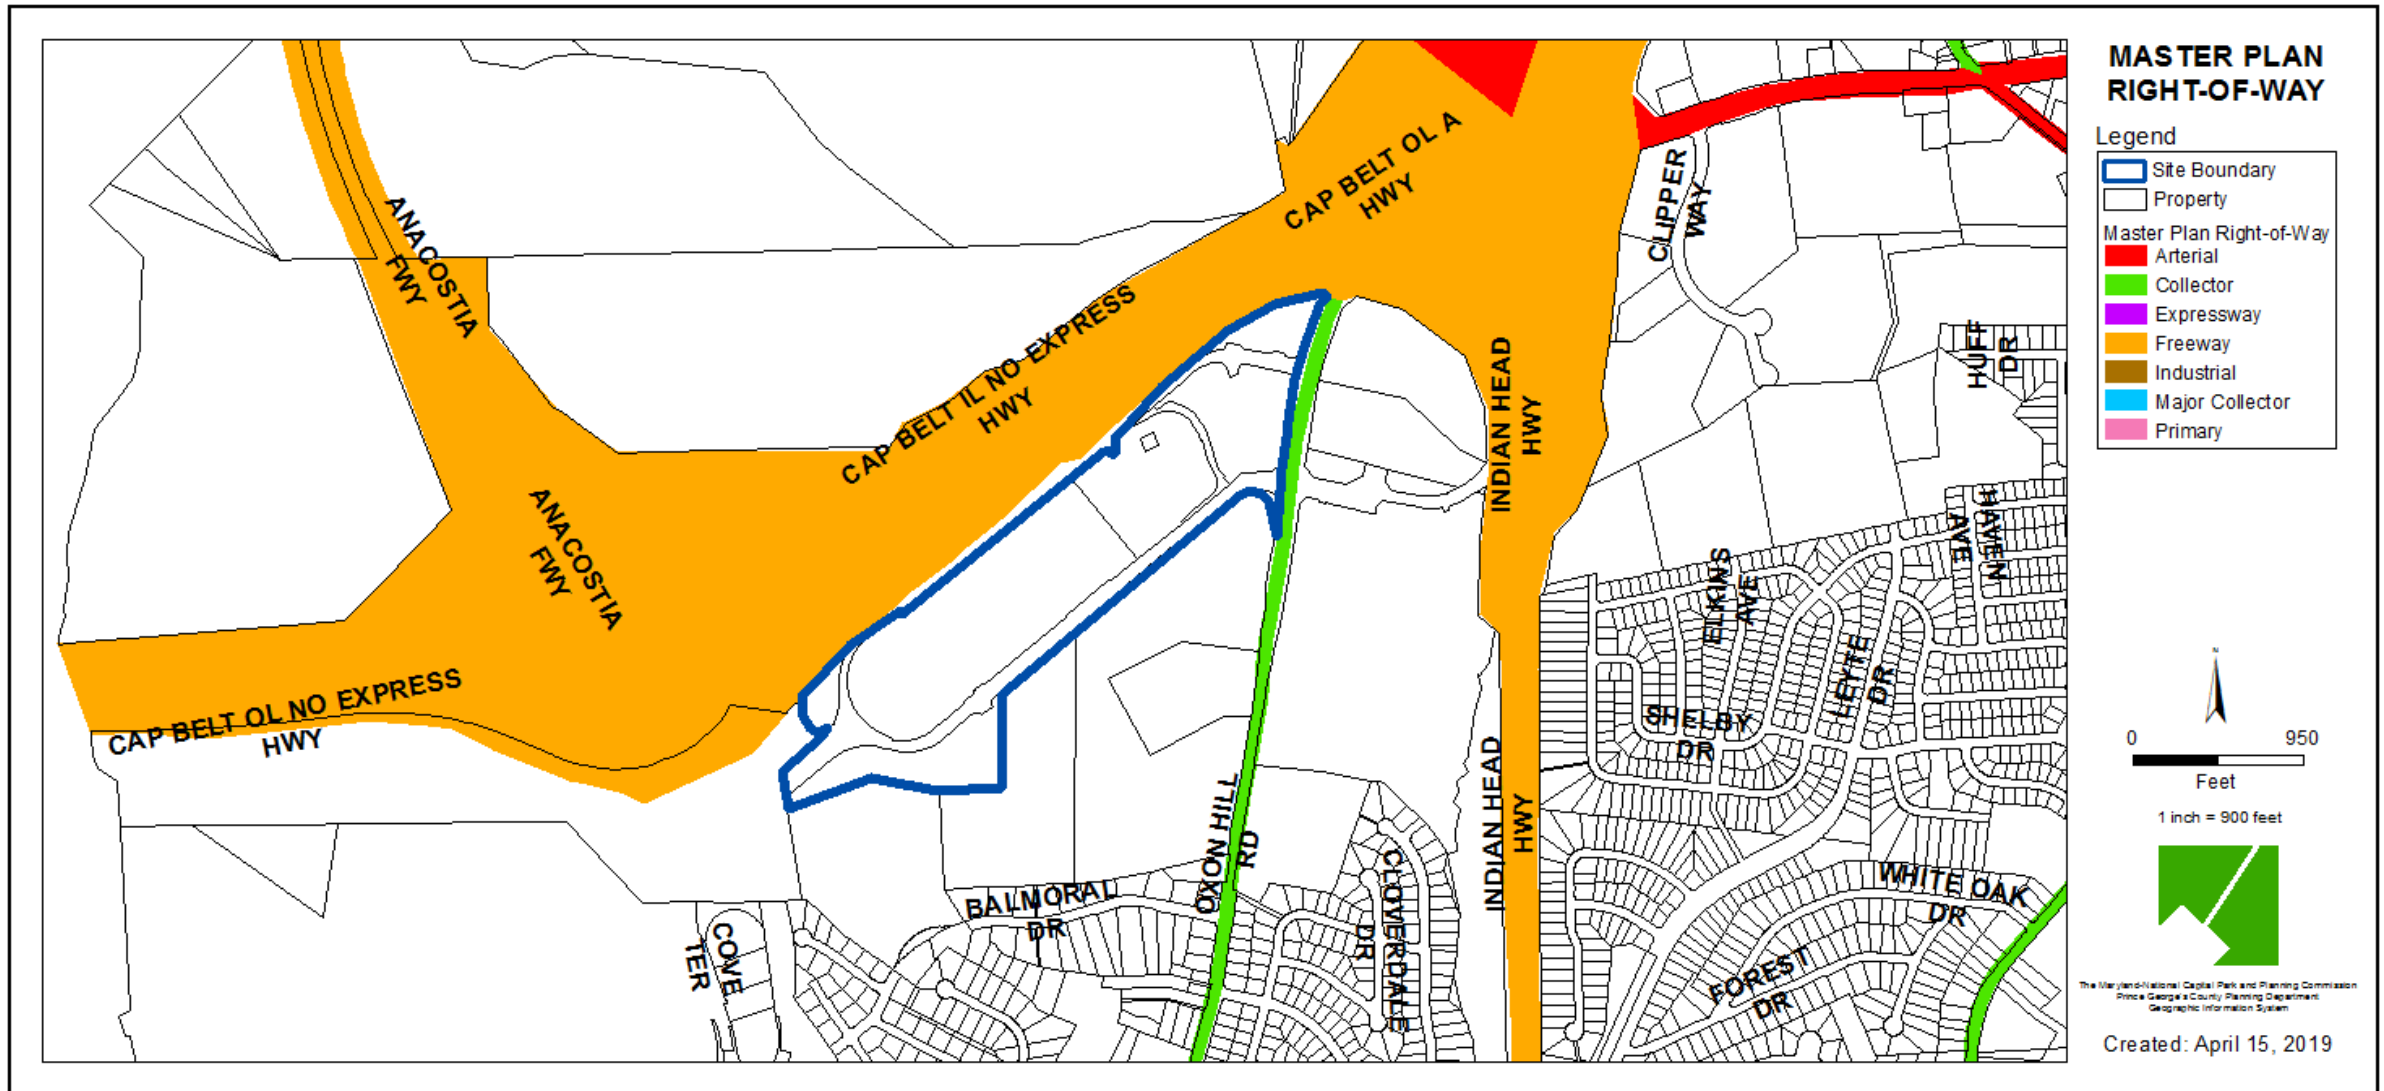 MASTER PLAN
RIGHT-OF-WAY
Legend
Site Boundary
Property
Master Plan Right-of-Way
Arterial
Collector
Expressway
Freeway
Industrial
Major Collector
Primary
ANACOSTIA
FWY
CAP BELT OL A
HWY
CLIPPER
WAY
CAP BELT IL NO EXPRESS
HWY
INDIAN HEAD
HWY
HUFF
DR
ANACOSTIA
FWY
HAVEN
AVE
ELKINS
AVE
LEYTE
DR
SHELBY
DR
CAP BELT OL NO EXPRESS
HWY
OXON HILL
RD
INDIAN HEAD
HWY
BALMORAL
DR
CLOVERDALE
DR
COVE
TER
WHITE OAK
DR
FOREST
DR
N
0 950
Feet
1 inch = 900 feet
The Maryland-National Capital Park and Planning Commission
Prince George's County Planning Department
Geographic Information System
Created: April 15, 2019